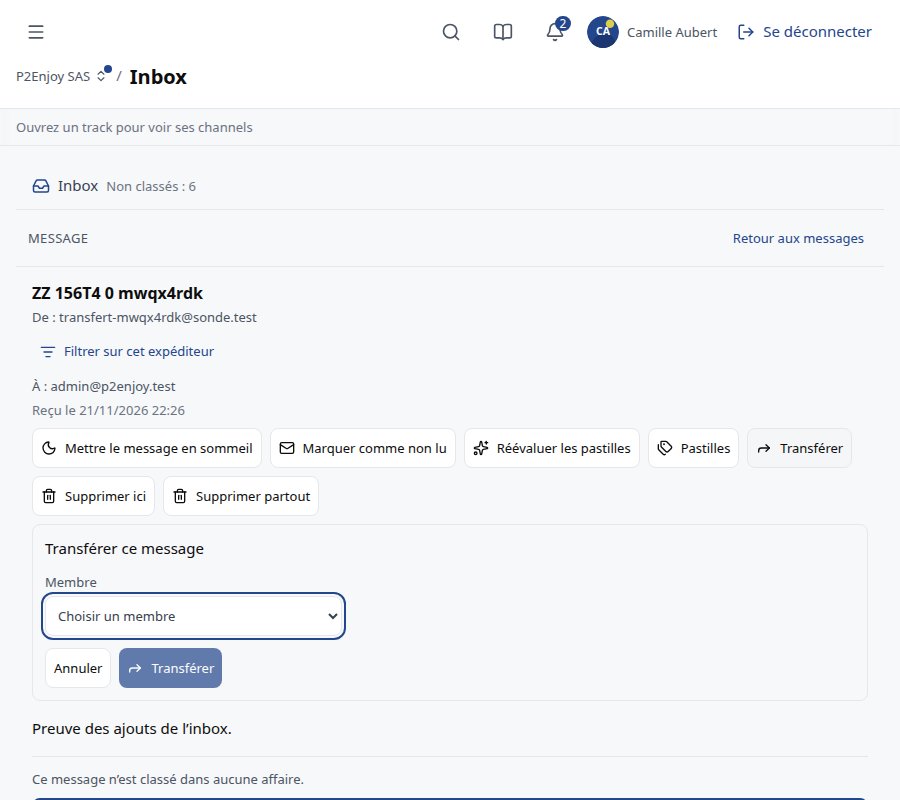 2
CA
Camille Aubert
Se déconnecter
P2Enjoy SAS / Inbox
Ouvrez un track pour voir ses channels
Inbox Non classés : 6
MESSAGE
Retour aux messages
ZZ 156T4 0 mwqx4rdk
De : transfert-mwqx4rdk@sonde.test
Filtrer sur cet expéditeur
À : admin@p2enjoy.test
Reçu le 21/11/2026 22:26
Mettre le message en sommeil
Marquer comme non lu
Réévaluer les pastilles
Pastilles
Transférer
Supprimer ici
Supprimer partout
Transférer ce message
Membre
Choisir un membre
Annuler
Transférer
Preuve des ajouts de l’inbox.
Ce message n’est classé dans aucune affaire.